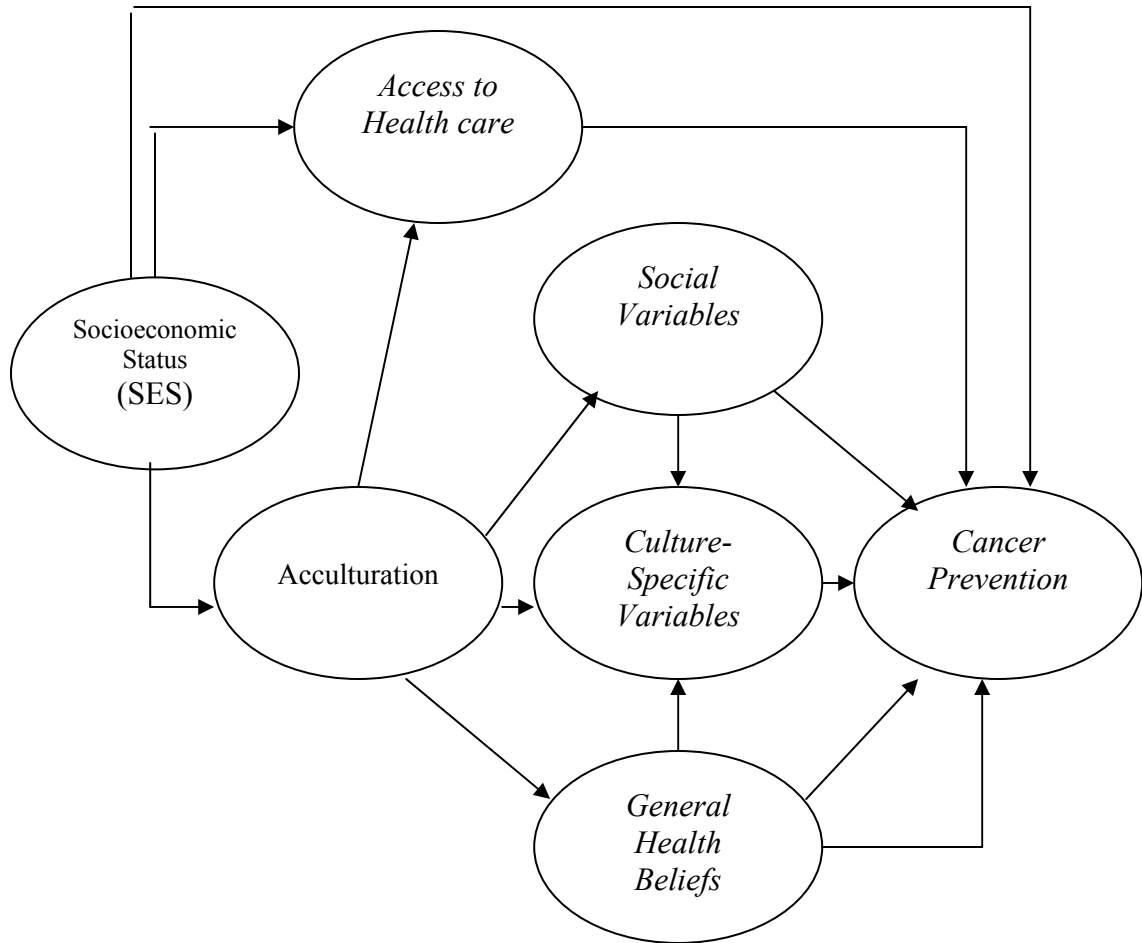 Access to
Health care
Social
Variables
Socioeconomic
Status
(SES)
Acculturation
Culture-
Specific
Variables
Cancer
Prevention
General
Health
Beliefs